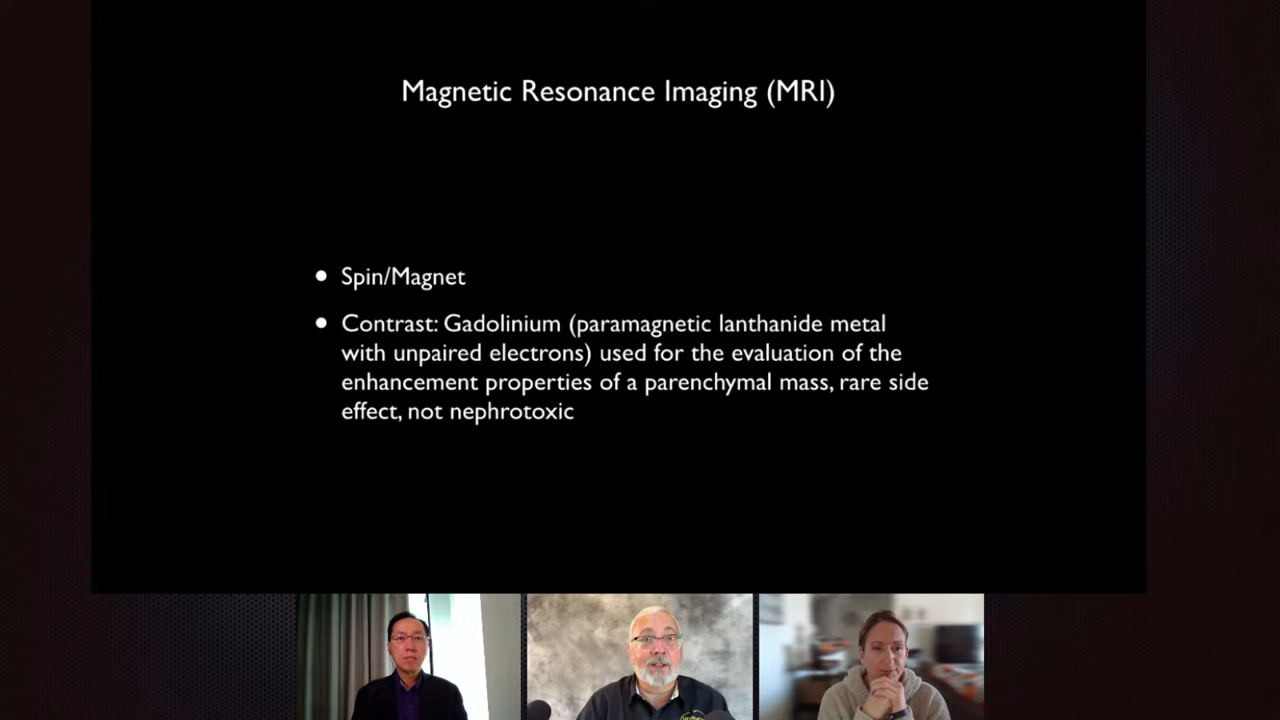 Magnetic Resonance Imaging (MRI)
• Spin/Magnet
• Contrast: Gadolinium (paramagnetic lanthanide metal
with unpaired electrons) used for the evaluation of the
enhancement properties of a parenchymal mass, rare side
effect, not nephrotoxic